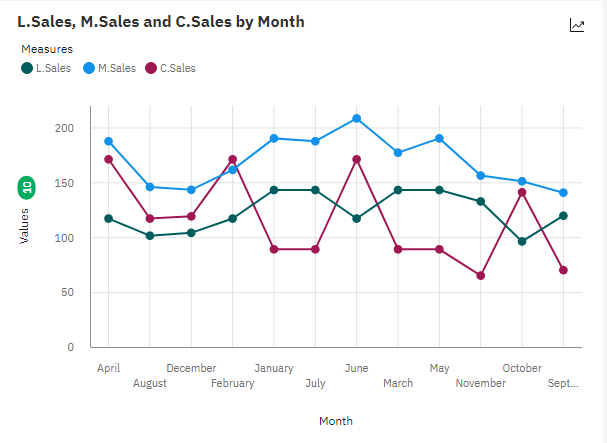 L.Sales, M.Sales and C.Sales by Month
Measures
L.Sales M.Sales C.Sales
200
150
100
50
0
Values
April August December February January July June March May November October Sept...
Month